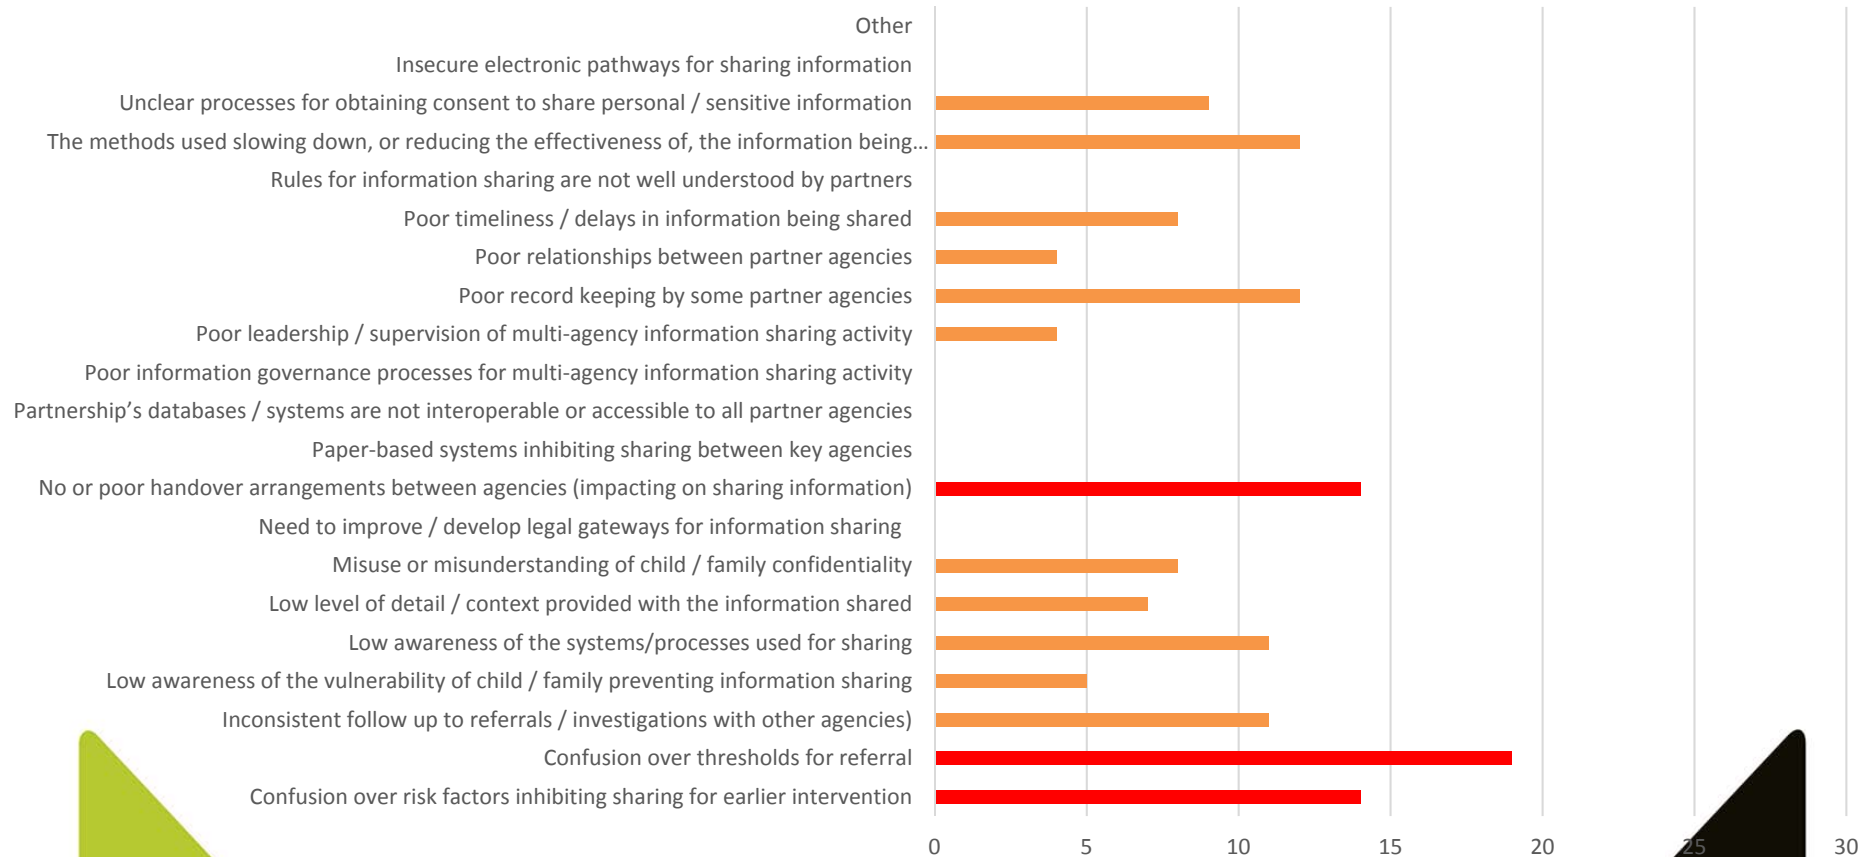 Other
Insecure electronic pathways for sharing information
Unclear processes for obtaining consent to share personal / sensitive information
The methods used slowing down, or reducing the effectiveness of, the information being…
Rules for information sharing are not well understood by partners
Poor timeliness / delays in information being shared
Poor relationships between partner agencies
Poor record keeping by some partner agencies
Poor leadership / supervision of multi-agency information sharing activity
Poor information governance processes for multi-agency information sharing activity
Partnership’s databases / systems are not interoperable or accessible to all partner agencies
Paper-based systems inhibiting sharing between key agencies
No or poor handover arrangements between agencies (impacting on sharing information)
Need to improve / develop legal gateways for information sharing
Misuse or misunderstanding of child / family confidentiality
Low level of detail / context provided with the information shared
Low awareness of the systems/processes used for sharing
Low awareness of the vulnerability of child / family preventing information sharing
Inconsistent follow up to referrals / investigations with other agencies)
Confusion over thresholds for referral
Confusion over risk factors inhibiting sharing for earlier intervention
0 5 10 15 20 25 30